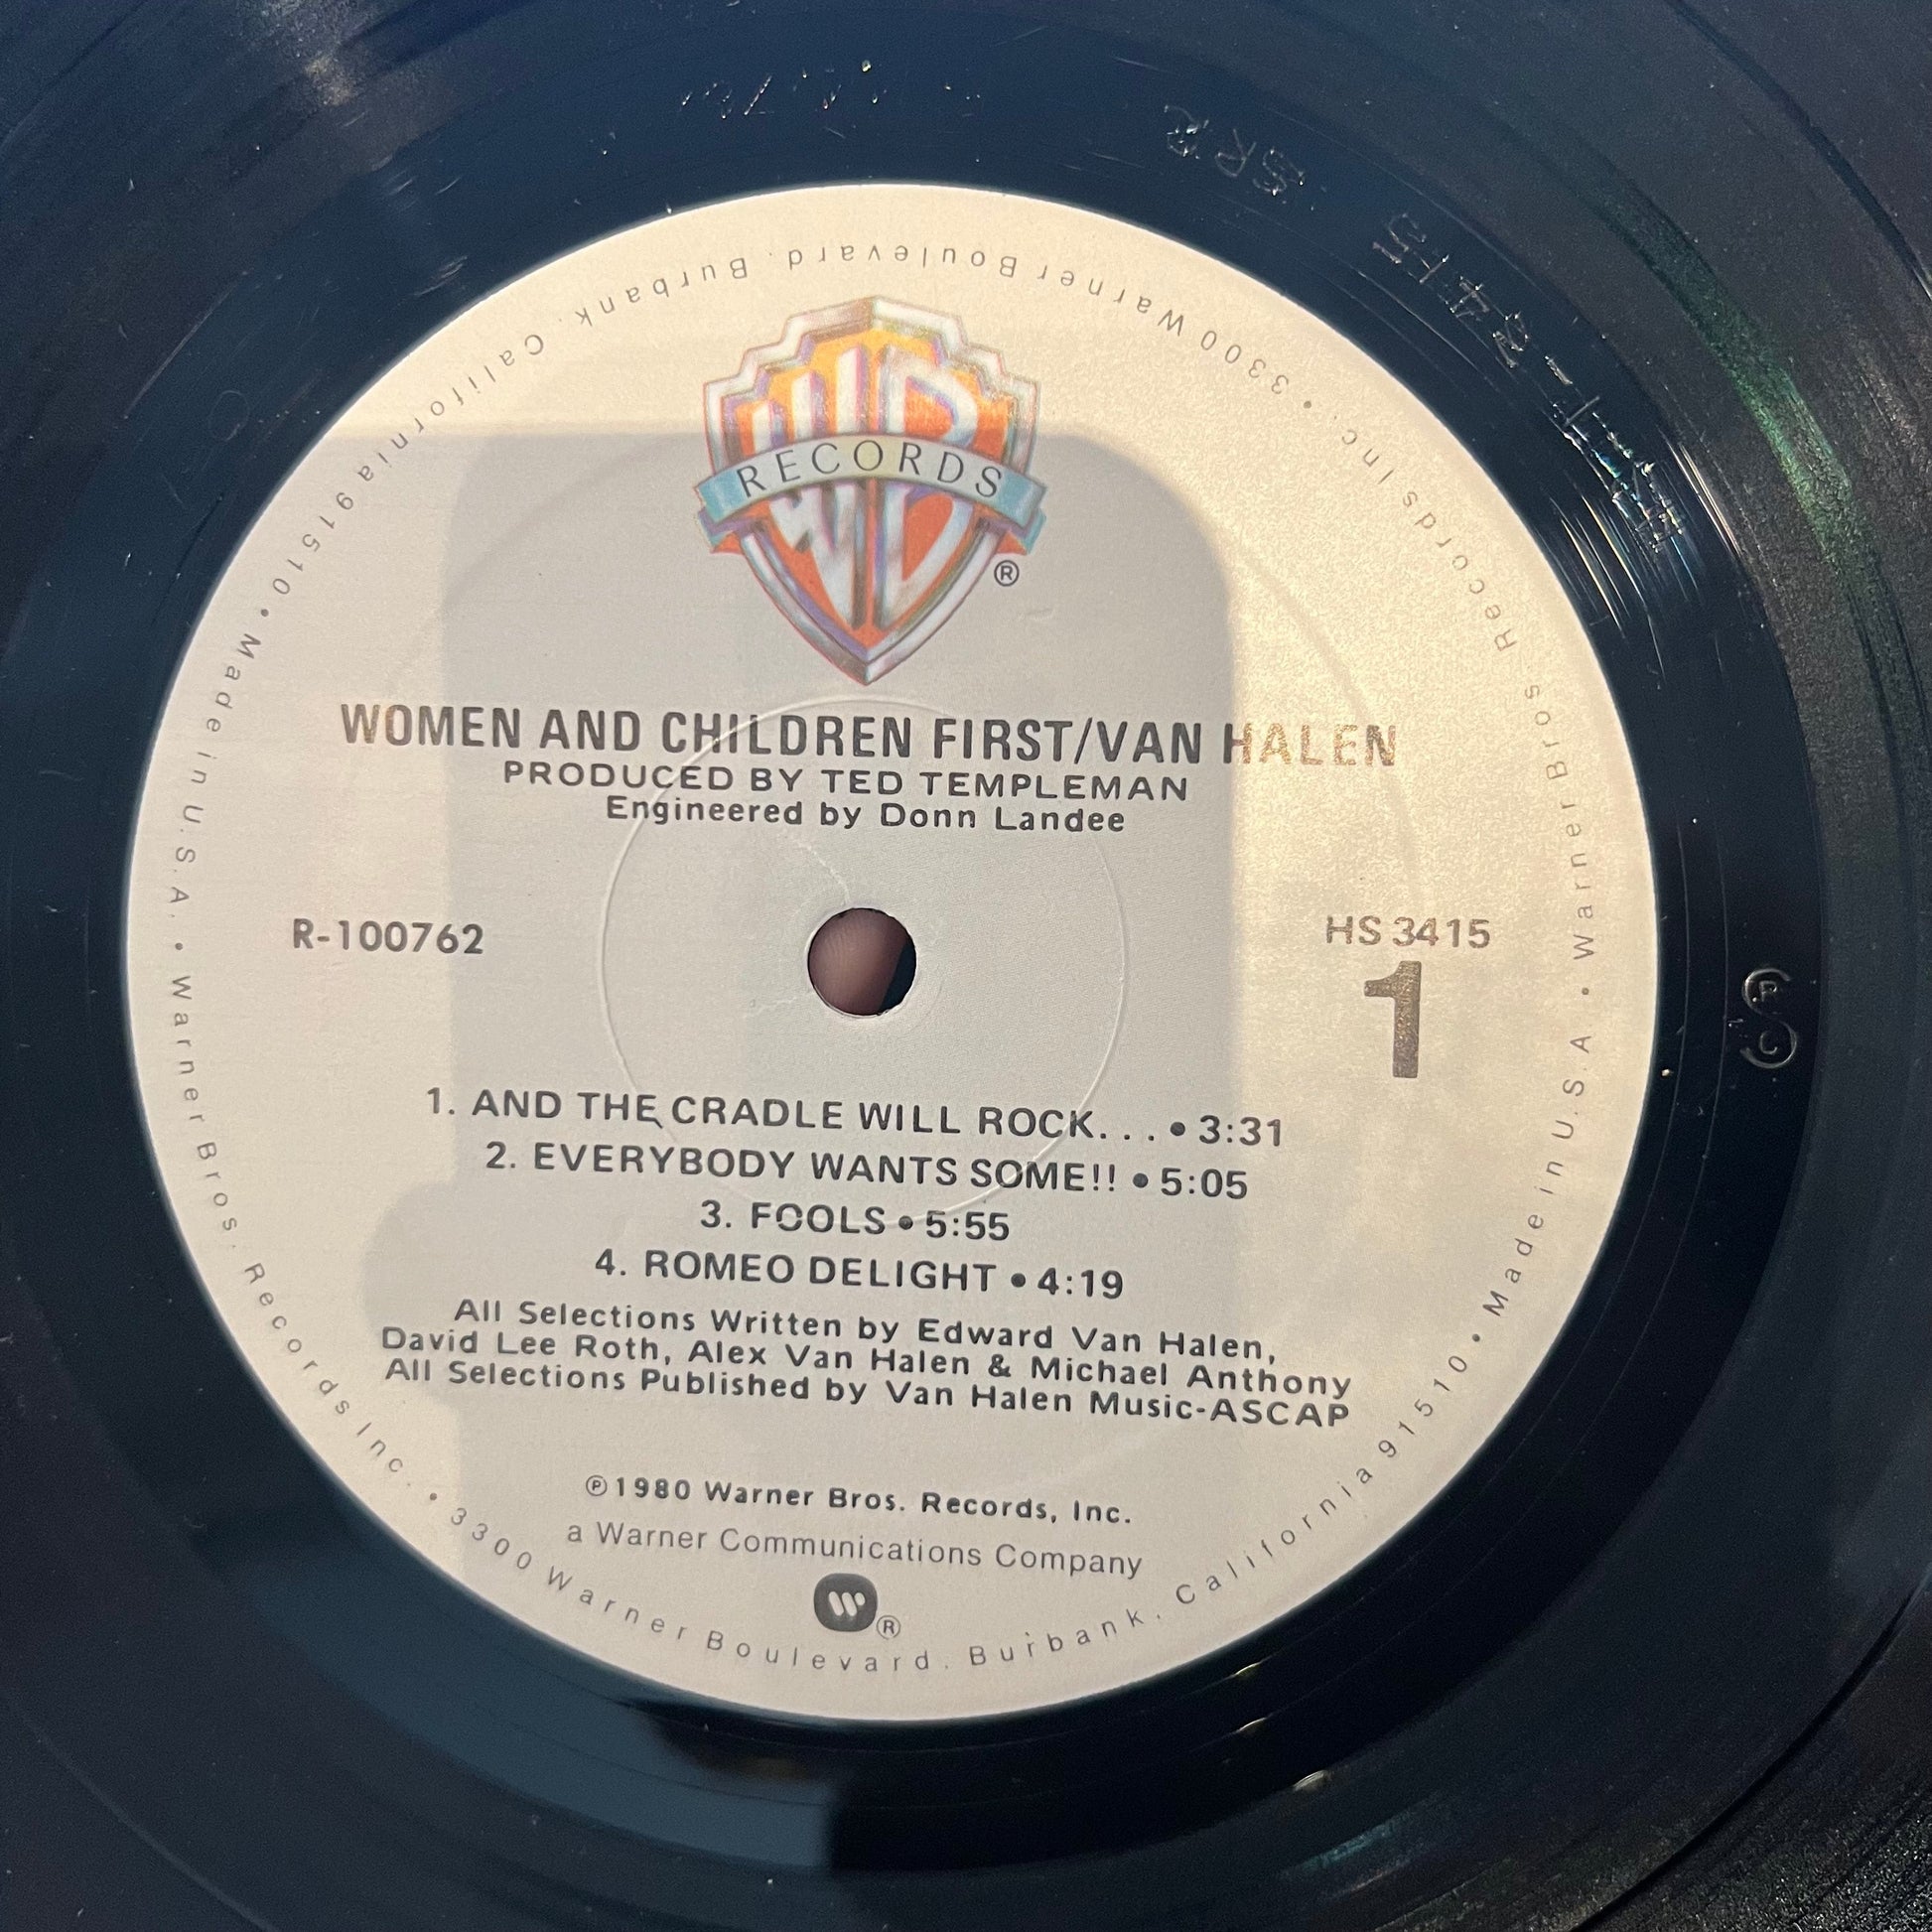 WB
RECORDS
®
WOMEN AND CHILDREN FIRST/VAN HALEN
PRODUCED BY TED TEMPLEMAN
Engineered by Donn Landee
R-100762
HS 3415
1
1. AND THE CRADLE WILL ROCK. . . • 3:31
2. EVERYBODY WANTS SOME!! • 5:05
3. FOOLS • 5:55
4. ROMEO DELIGHT • 4:19
All Selections Written by Edward Van Halen,
David Lee Roth, Alex Van Halen & Michael Anthony
All Selections Published by Van Halen Music-ASCAP
℗1980 Warner Bros. Records, Inc.
a Warner Communications Company
W ®
Warner Bros. Records Inc. • 3300 Warner Boulevard. Burbank. California 91510 • Made in U.S.A. • Warner Bros. Records Inc. • 3300 Warner Boulevard. Burbank. California 91510 • Made in U.S.A •